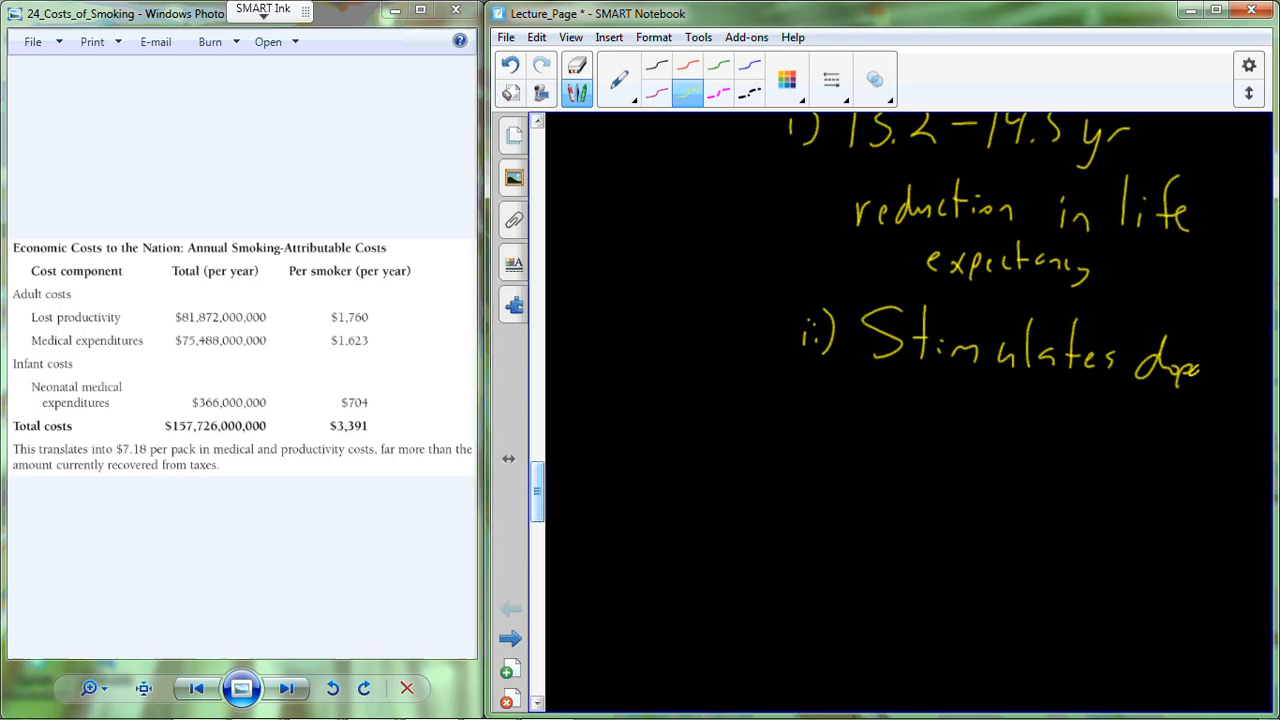 24_Costs_of_Smoking - Windows Photo
SMART Ink
File Print E-mail Burn Open
Economic Costs to the Nation: Annual Smoking-Attributable Costs
Cost component Total (per year) Per smoker (per year)
Adult costs
Lost productivity $81,872,000,000 $1,760
Medical expenditures $75,488,000,000 $1,623
Infant costs
Neonatal medical
expenditures $366,000,000 $704
Total costs $157,726,000,000 $3,391
This translates into $7.18 per pack in medical and productivity costs, far more than the
amount currently recovered from taxes.
Lecture_Page * - SMART Notebook
File Edit View Insert Format Tools Add-ons Help
i) 13.2 - 14.5 yr
reduction in life
expectancy
ii) Stimulates dopa